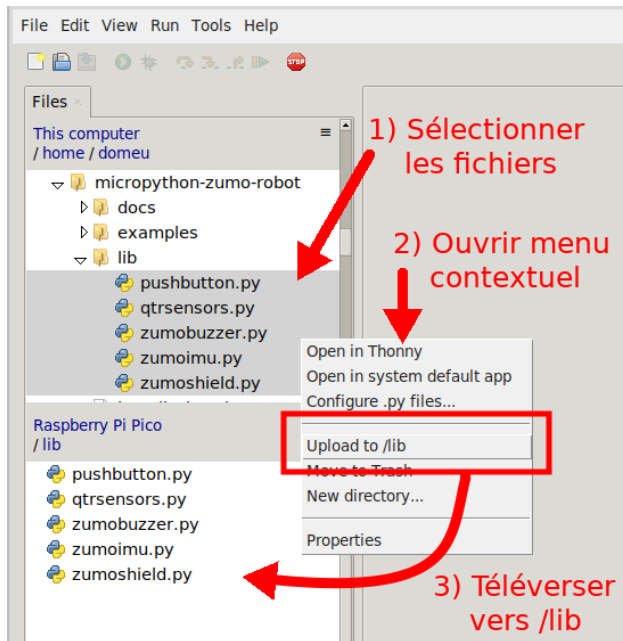 File Edit View Run Tools Help
STOP
Files ×
This computer
/ home / domeu
micropython-zumo-robot
docs
examples
lib
pushbutton.py
qtrsensors.py
zumobuzzer.py
zumoimu.py
zumoshield.py
1) Sélectionner
les fichiers
2) Ouvrir menu
contextuel
Open in Thonny
Open in system default app
Configure .py files...
Upload to /lib
Move to Trash
New directory...
Properties
Raspberry Pi Pico
/ lib
pushbutton.py
qtrsensors.py
zumobuzzer.py
zumoimu.py
zumoshield.py
3) Téléverser
vers /lib